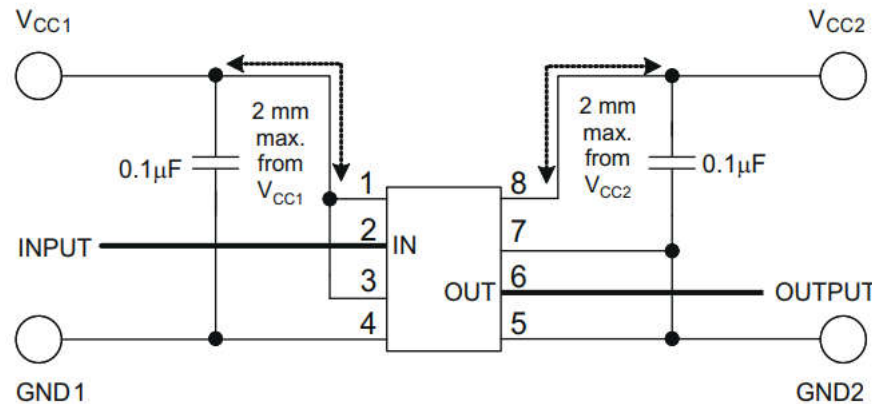 VCC1
VCC2
2 mm
max.
from
VCC1
2 mm
max.
from
VCC2
0.1µF
0.1µF
1
8
2
IN
7
INPUT
3
OUT
6
OUTPUT
4
5
GND1
GND2